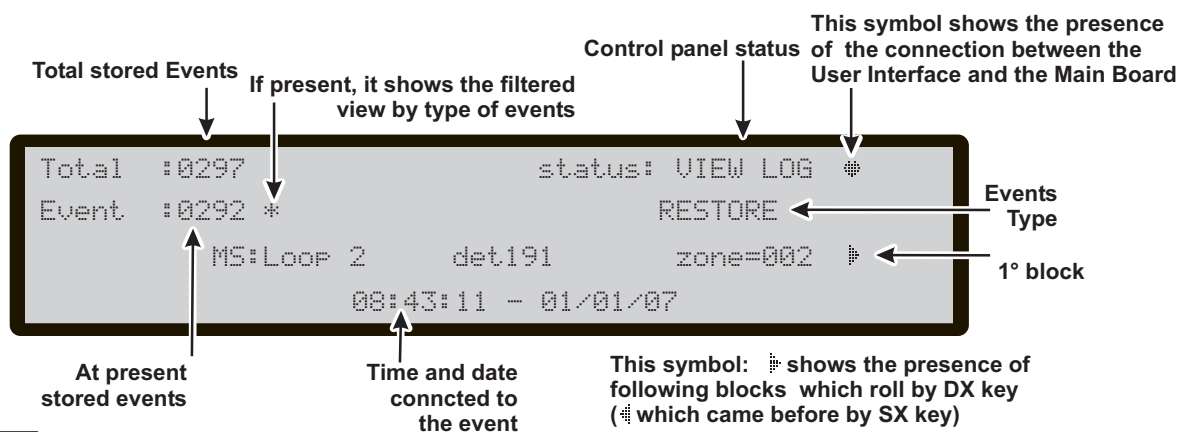 Total stored Events
If present, it shows the filtered
view by type of events
Control panel status
This symbol shows the presence
of the connection between the
User Interface and the Main Board
Total :0297 status: VIEW LOG
Event :0292 * RESTORE
MS:Loop 2 det191 zone=002
08:43:11 - 01/01/07
Events
Type
1° block
At present
stored events
Time and date
conncted to
the event
This symbol: shows the presence of
following blocks which roll by DX key
( which came before by SX key)